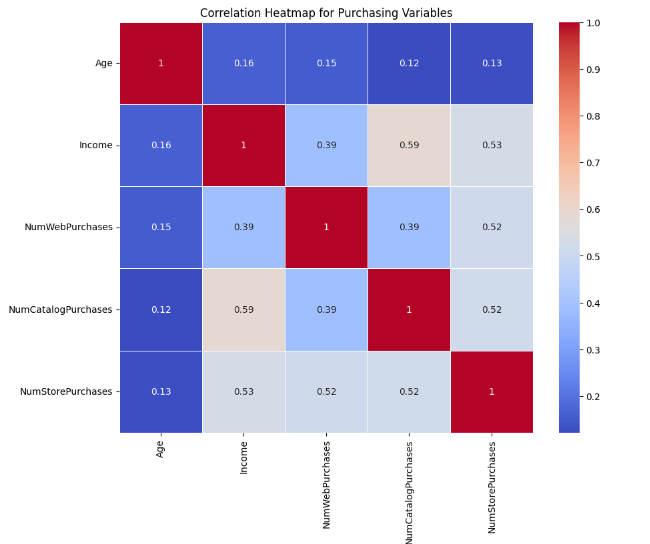 Correlation Heatmap for Purchasing Variables
Age 1 0.16 0.15 0.12 0.13
Income 0.16 1 0.39 0.59 0.53
NumWebPurchases 0.15 0.39 1 0.39 0.52
NumCatalogPurchases 0.12 0.59 0.39 1 0.52
NumStorePurchases 0.13 0.53 0.52 0.52 1
Age
Income
NumWebPurchases
NumCatalogPurchases
NumStorePurchases
1.0
0.9
0.8
0.7
0.6
0.5
0.4
0.3
0.2